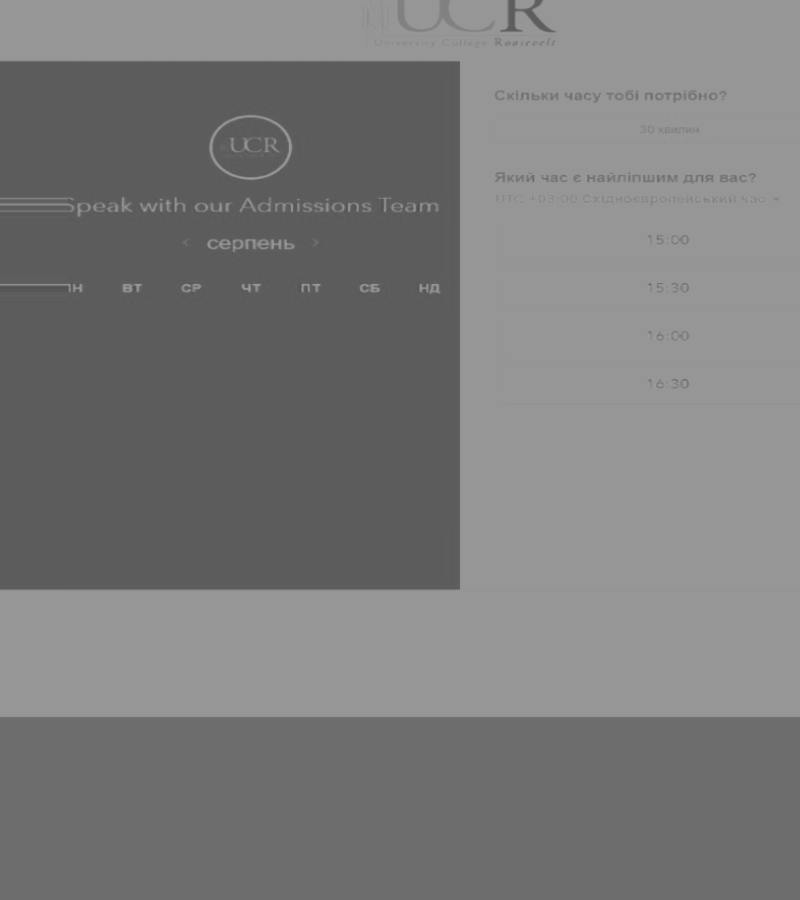 UCR
University College Roosevelt
UCR
Speak with our Admissions Team
серпень
ВТ СР ЧТ ПТ СБ НД
Скільки часу тобі потрібно?
30 хвилин
Який час є найліпшим для вас?
UTC +03:00 Східноєвропейський час
15:00
15:30
16:00
16:30